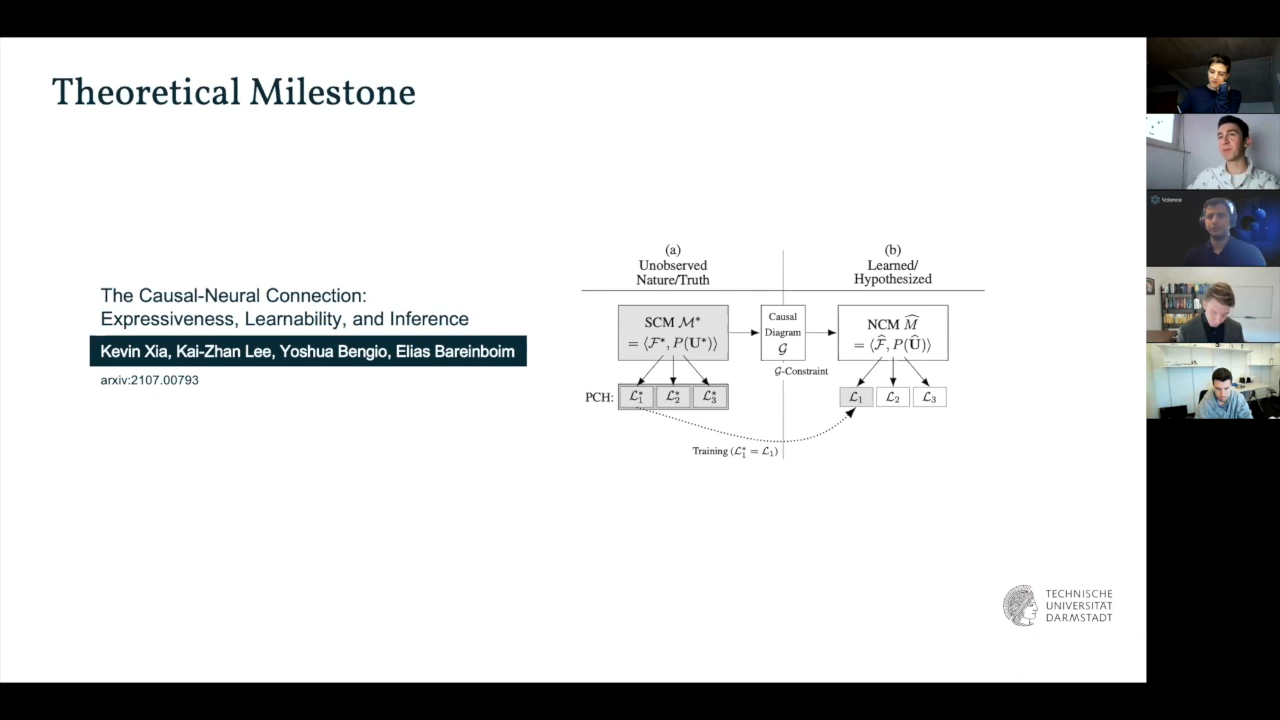 Theoretical Milestone
The Causal-Neural Connection:
Expressiveness, Learnability, and Inference
Kevin Xia, Kai-Zhan Lee, Yoshua Bengio, Elias Bareinboim
arxiv:2107.00793
(a)
Unobserved
Nature/Truth
(b)
Learned/
Hypothesized
SCM ℳ*
= ⟨ℱ*, P(U*)⟩
Causal
Diagram
𝒢
NCM M̂
= ⟨ℱ̂, P(Û)⟩
𝒢-Constraint
PCH: ℒ₁* ℒ₂* ℒ₃*
ℒ₁ ℒ₂ ℒ₃
Training (ℒ₁* = ℒ₁)
TECHNISCHE
UNIVERSITÄT
DARMSTADT
Valence